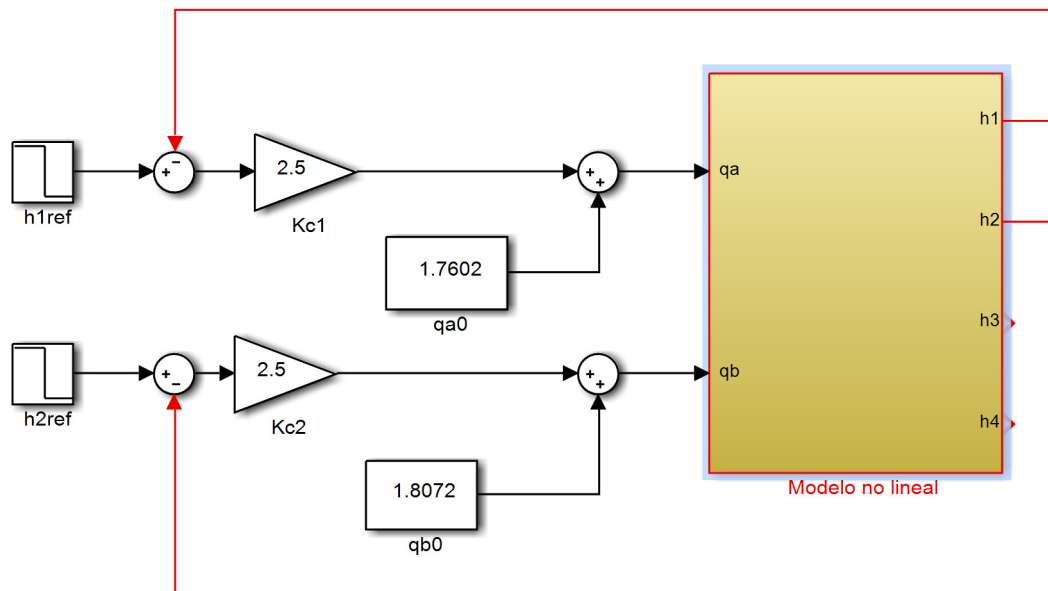 h1ref
2.5
Kc1
1.7602
qa0
h2ref
2.5
Kc2
1.8072
qb0
qa
qb
h1
h2
h3
h4
Modelo no lineal